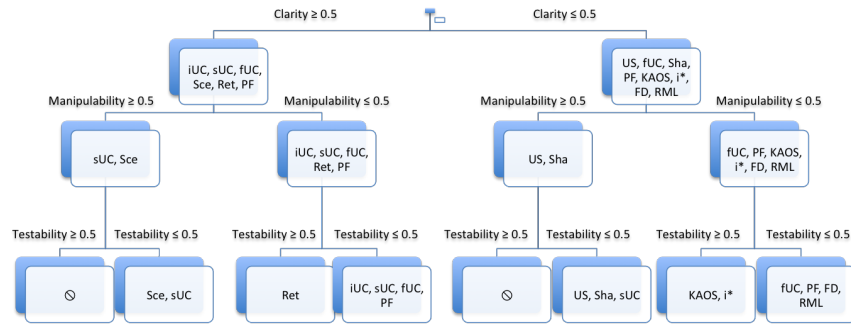 Clarity ≥ 0.5
Clarity ≤ 0.5
iUC, sUC, fUC,
Sce, Ret, PF
US, fUC, Sha,
PF, KAOS, i*,
FD, RML
Manipulability ≥ 0.5
Manipulability ≤ 0.5
Manipulability ≥ 0.5
Manipulability ≤ 0.5
sUC, Sce
iUC, sUC, fUC,
Ret, PF
US, Sha
fUC, PF, KAOS,
i*, FD, RML
Testability ≥ 0.5
Testability ≤ 0.5
Testability ≥ 0.5
Testability ≤ 0.5
Testability ≥ 0.5
Testability ≤ 0.5
Testability ≥ 0.5
Testability ≤ 0.5
🛇
Sce, sUC
Ret
iUC, sUC, fUC,
PF
🛇
US, Sha, sUC
KAOS, i*
fUC, PF, FD,
RML